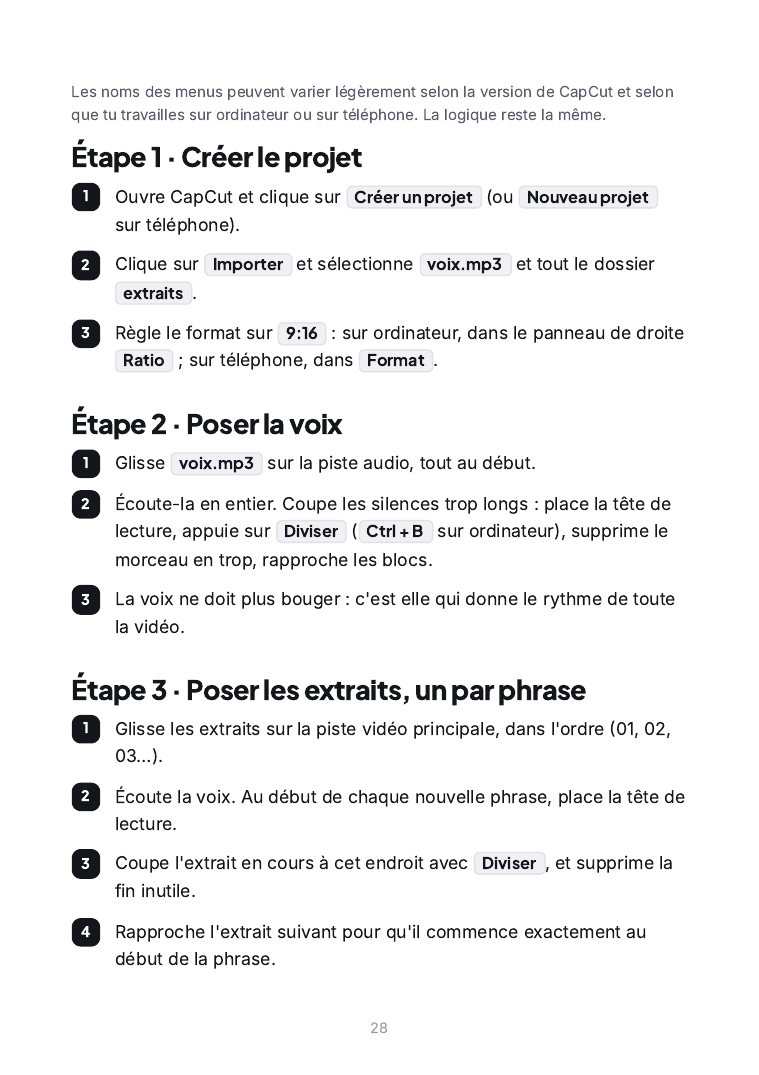 Les noms des menus peuvent varier légèrement selon la version de CapCut et selon
que tu travailles sur ordinateur ou sur téléphone. La logique reste la même.
Étape 1 · Créer le projet
1 Ouvre CapCut et clique sur Créer un projet (ou Nouveau projet
sur téléphone).
2 Clique sur Importer et sélectionne voix.mp3 et tout le dossier
extraits .
3 Règle le format sur 9:16 : sur ordinateur, dans le panneau de droite
Ratio ; sur téléphone, dans Format .
Étape 2 · Poser la voix
1 Glisse voix.mp3 sur la piste audio, tout au début.
2 Écoute-la en entier. Coupe les silences trop longs : place la tête de
lecture, appuie sur Diviser ( Ctrl + B sur ordinateur), supprime le
morceau en trop, rapproche les blocs.
3 La voix ne doit plus bouger : c'est elle qui donne le rythme de toute
la vidéo.
Étape 3 · Poser les extraits, un par phrase
1 Glisse les extraits sur la piste vidéo principale, dans l'ordre (01, 02,
03...).
2 Écoute la voix. Au début de chaque nouvelle phrase, place la tête de
lecture.
3 Coupe l'extrait en cours à cet endroit avec Diviser , et supprime la
fin inutile.
4 Rapproche l'extrait suivant pour qu'il commence exactement au
début de la phrase.
28